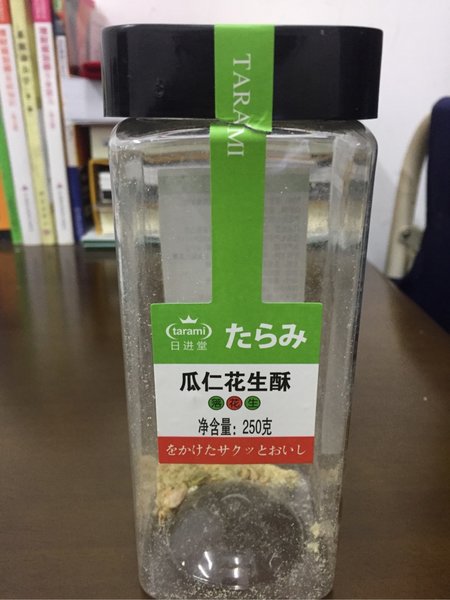 TARAMI
tarami
日进堂
たらみ
瓜仁花生酥
落花生
净含量: 250克
をかけたサクッとおいし